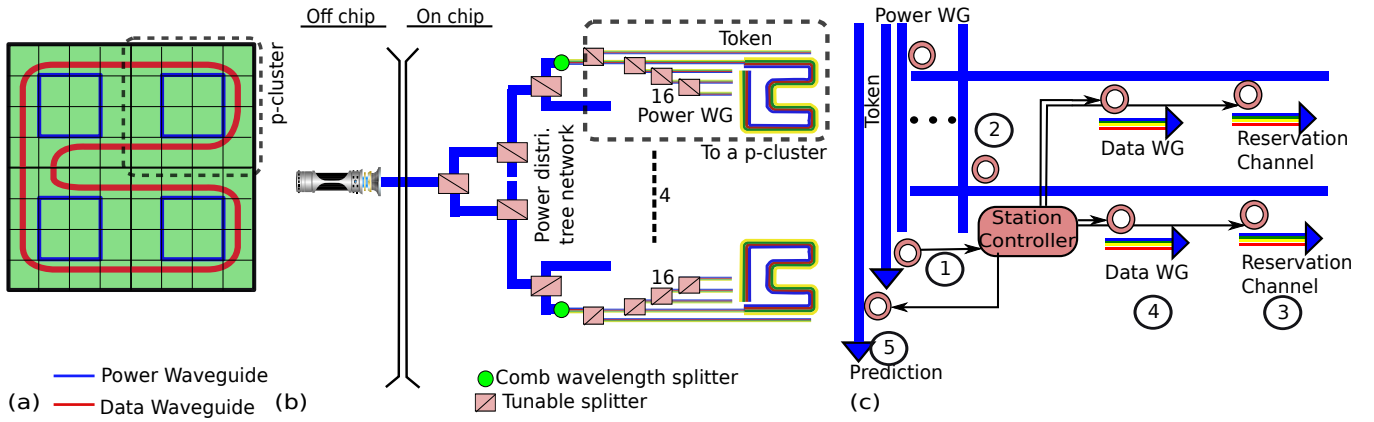 p-cluster
Power Waveguide
Data Waveguide
(a)
Off chip
On chip
Token
16
Power WG
To a p-cluster
Power distri.
tree network
4
16
Comb wavelength splitter
Tunable splitter
(b)
Power WG
Token
2
Data WG
Reservation
Channel
Station
Controller
1
Data WG
Reservation
Channel
4
3
5
Prediction
(c)